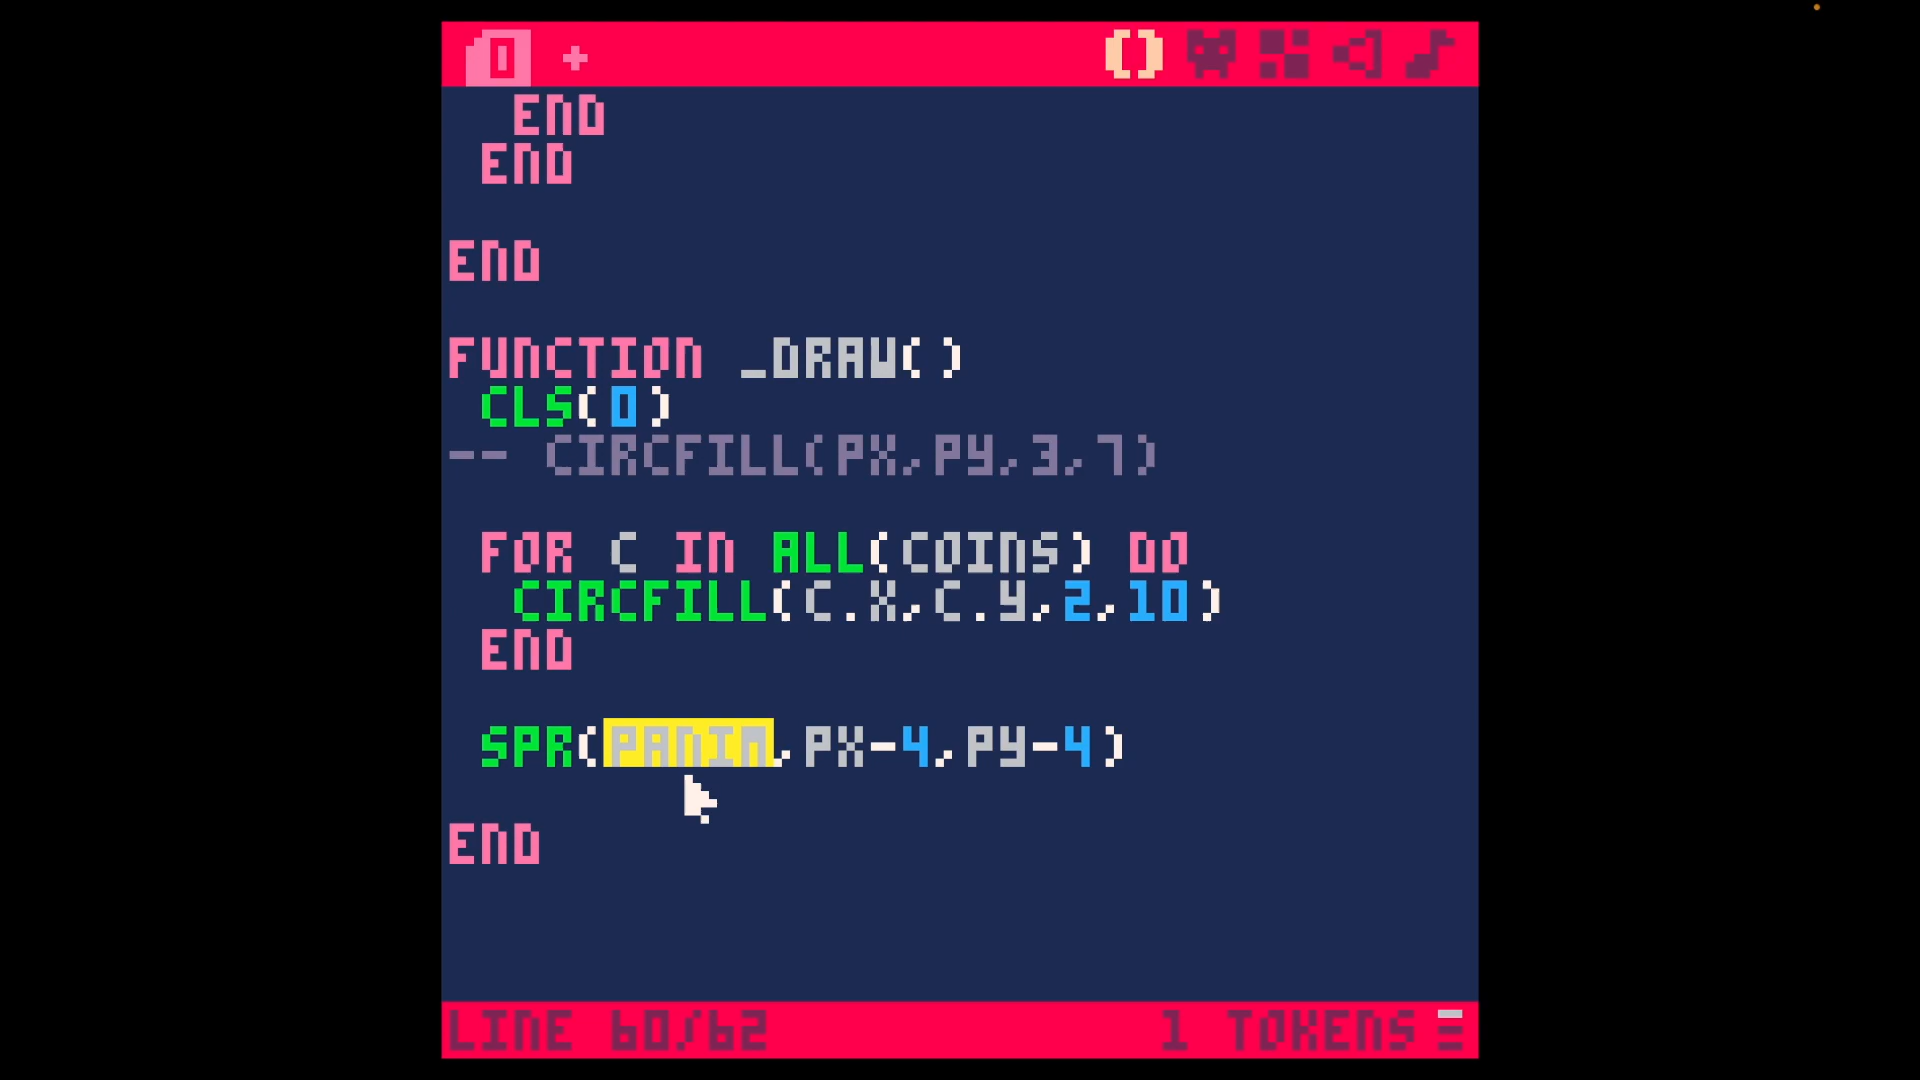 0 +
END
END
END
FUNCTION _DRAW()
CLS(0)
-- CIRCFILL(PX,PY,3,7)
FOR C IN ALL(COINS) DO
CIRCFILL(C.X,C.Y,2,10)
END
SPR(PANIM,PX-4,PY-4)
END
LINE 60/62 1 TOKENS